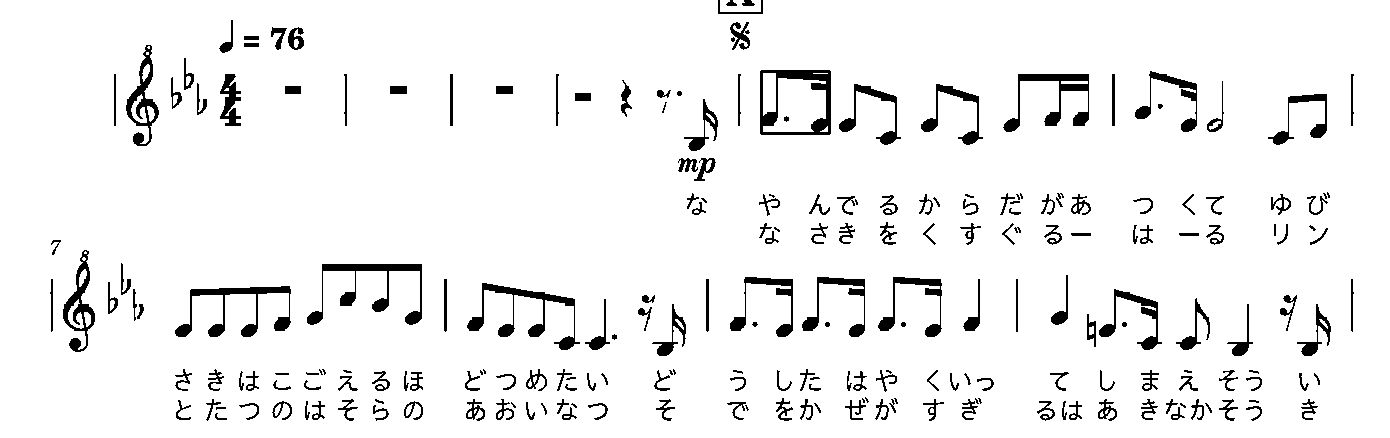 A
♩ = 76
8
4
4
mp
な や んで る か ら だ があ つ くて ゆ び
な さき を く す ぐ るー は ーる リ ン
7
8
さ き は こ ご え る ほ ど つ め た い ど う した はや くいっ て し ま え そう い
と た つ の は そ ら の あ お い な つ そ で をか ぜが す ぎ るは あ きなか そう き